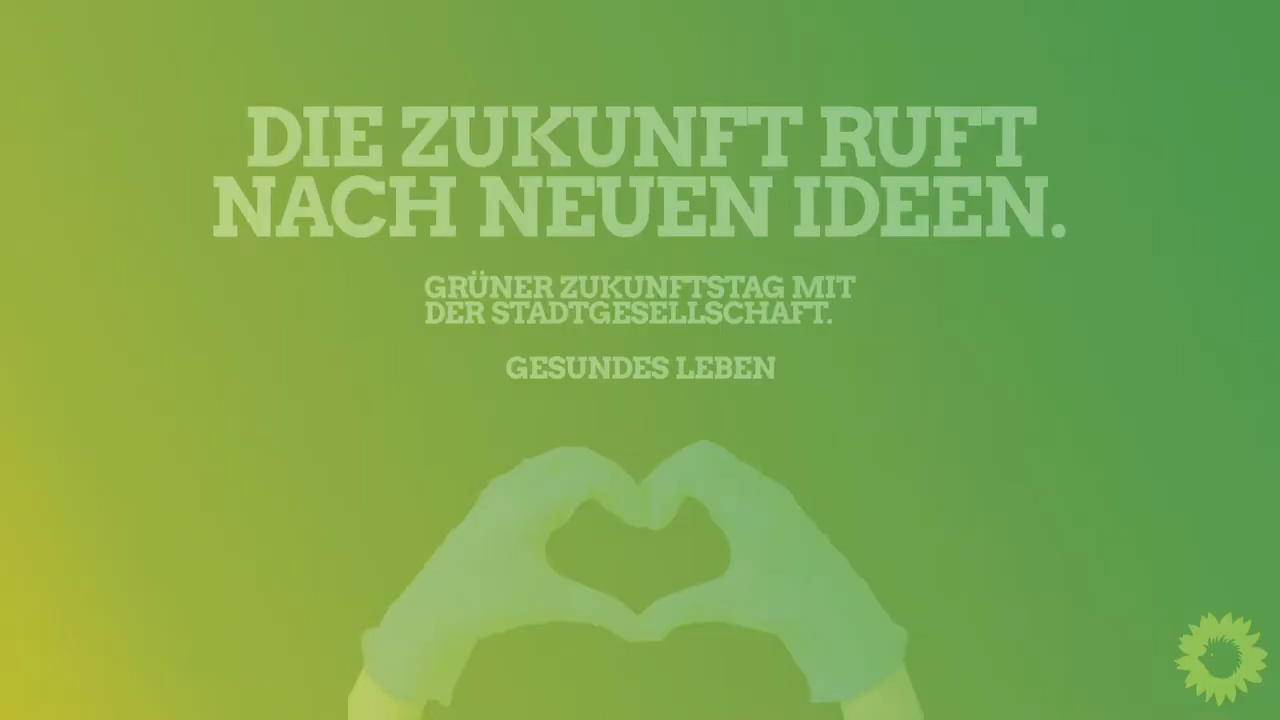 DIE ZUKUNFT RUFT
NACH NEUEN IDEEN.
GRÜNER ZUKUNFTSTAG MIT
DER STADTGESELLSCHAFT.
GESUNDES LEBEN